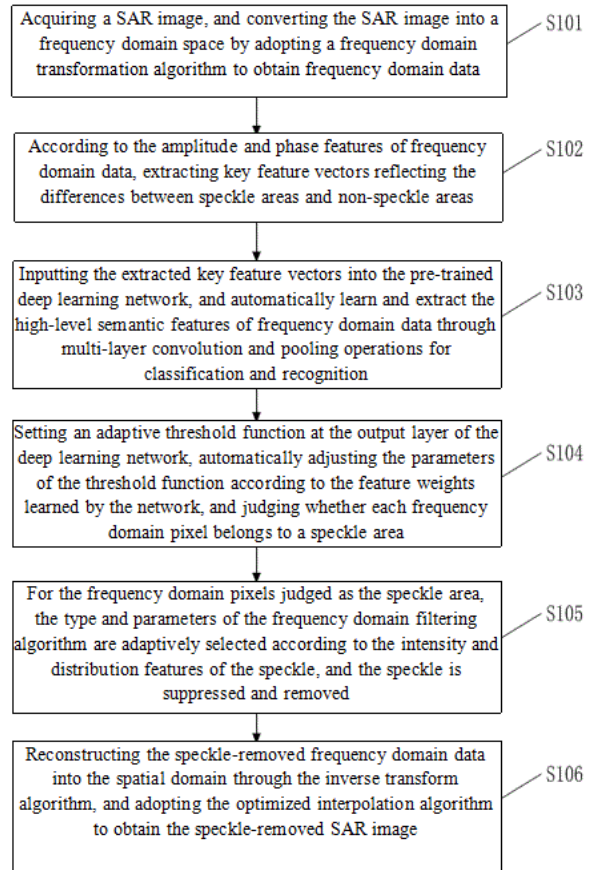 Acquiring a SAR image, and converting the SAR image into a
frequency domain space by adopting a frequency domain
transformation algorithm to obtain frequency domain data
S101
According to the amplitude and phase features of frequency
domain data, extracting key feature vectors reflecting the
differences between speckle areas and non-speckle areas
S102
Inputting the extracted key feature vectors into the pre-trained
deep learning network, and automatically learn and extract the
high-level semantic features of frequency domain data through
multi-layer convolution and pooling operations for
classification and recognition
S103
Setting an adaptive threshold function at the output layer of the
deep learning network, automatically adjusting the parameters
of the threshold function according to the feature weights
learned by the network, and judging whether each frequency
domain pixel belongs to a speckle area
S104
For the frequency domain pixels judged as the speckle area,
the type and parameters of the frequency domain filtering
algorithm are adaptively selected according to the intensity and
distribution features of the speckle, and the speckle is
suppressed and removed
S105
Reconstructing the speckle-removed frequency domain data
into the spatial domain through the inverse transform
algorithm, and adopting the optimized interpolation algorithm
to obtain the speckle-removed SAR image
S106